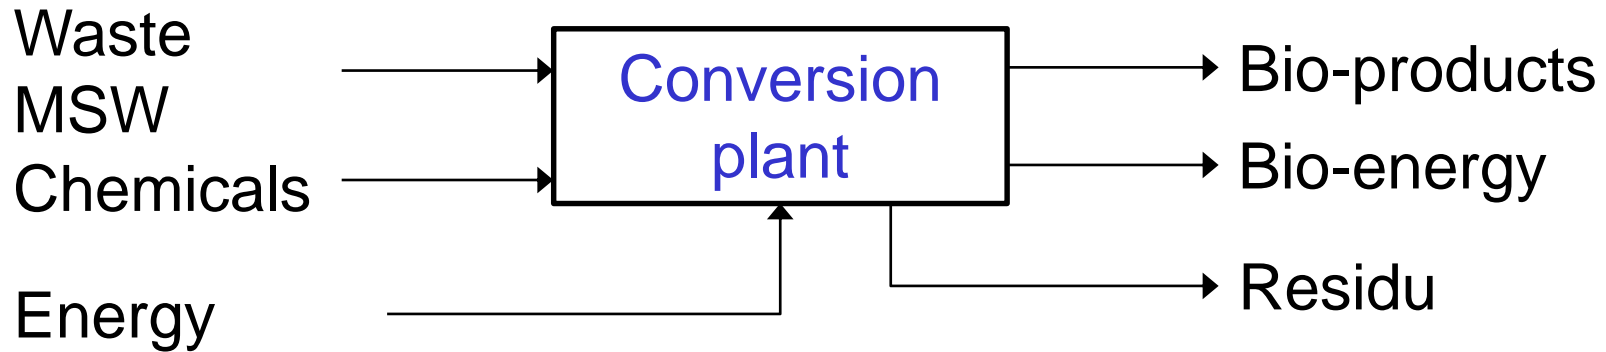 Waste
MSW
Chemicals
Energy
Conversion
plant
Bio-products
Bio-energy
Residu